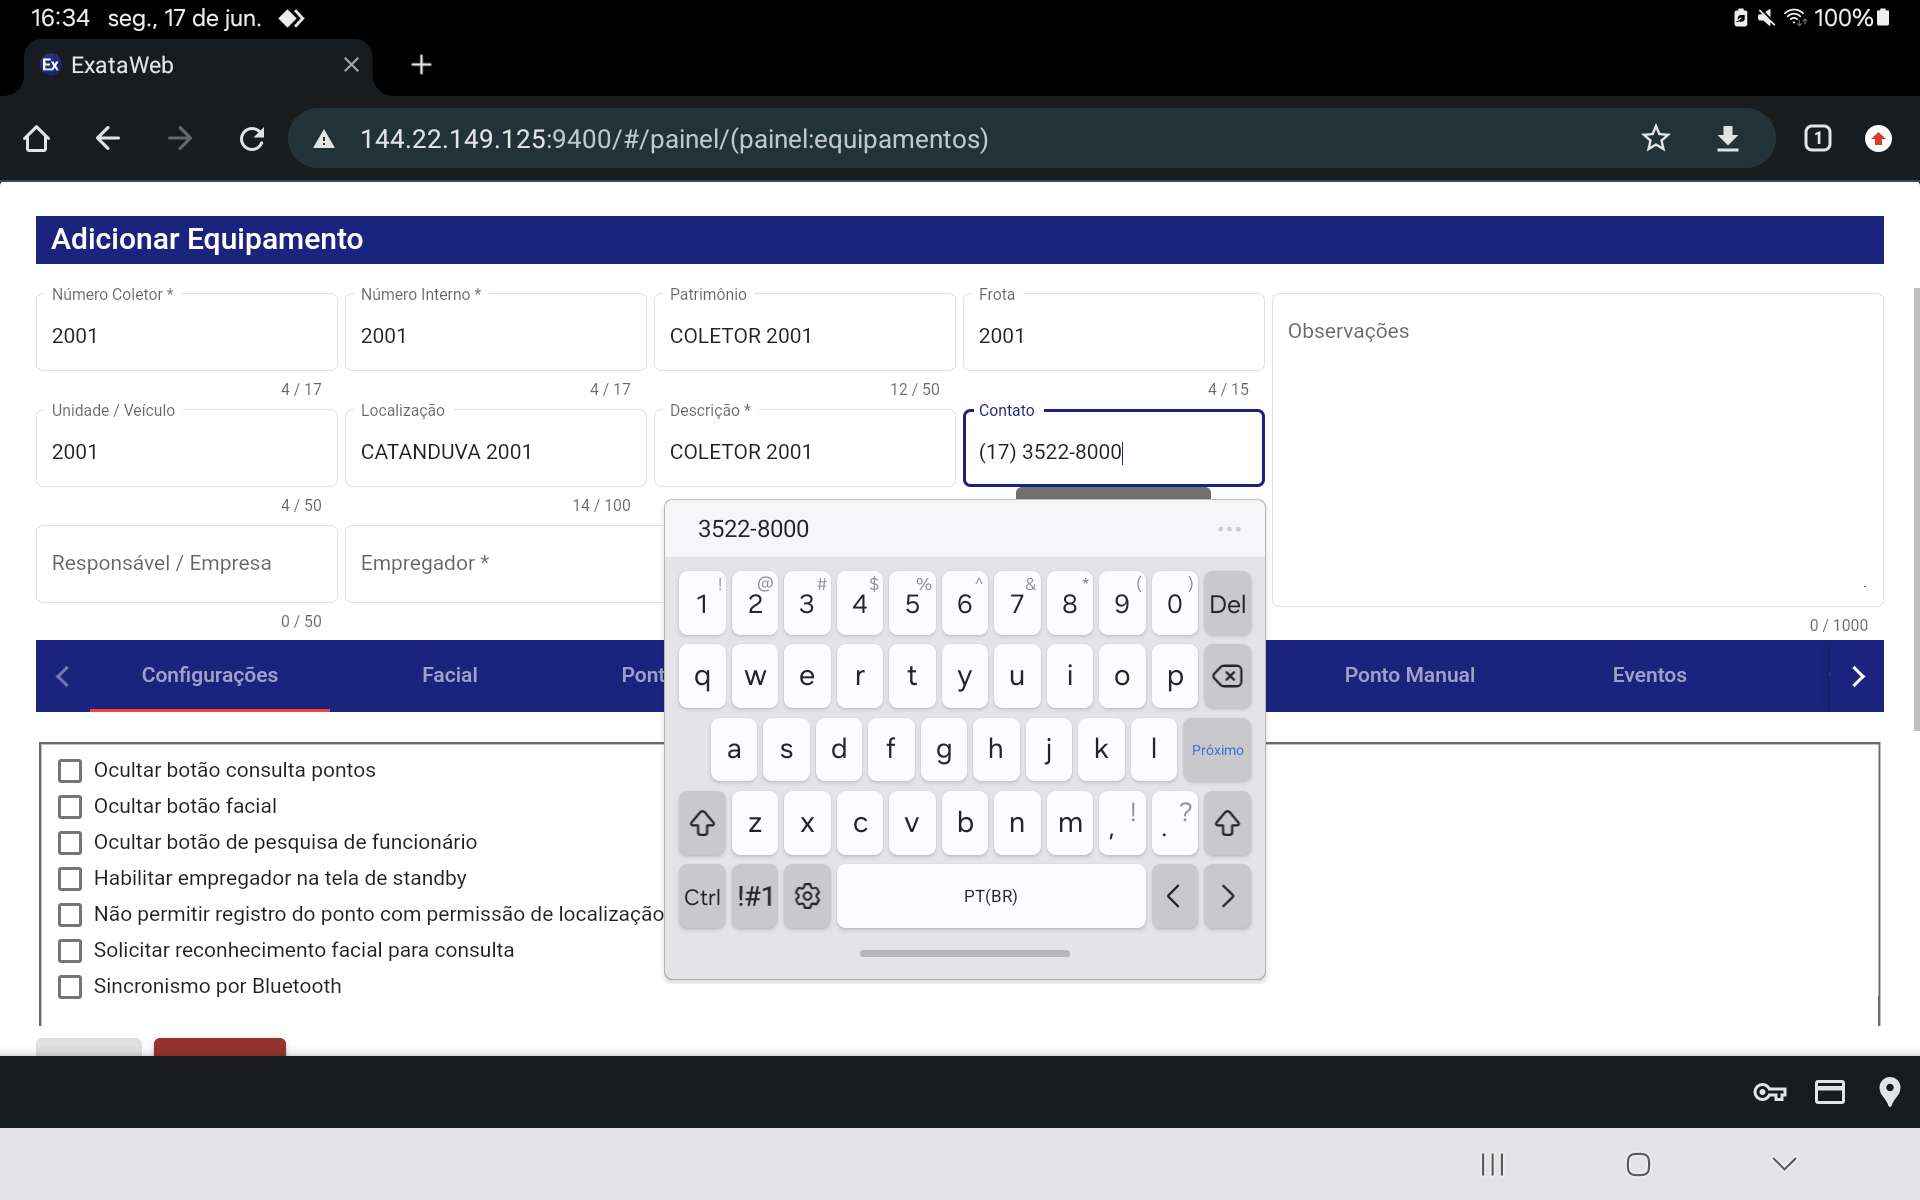 16:34 seg., 17 de jun. 100%
Ex ExataWeb
144.22.149.125:9400/#/painel/(painel:equipamentos) 1
Adicionar Equipamento
Número Coletor * Número Interno * Patrimônio Frota
2001 2001 COLETOR 2001 2001 Observações
4 / 17 4 / 17 12 / 50 4 / 15
Unidade / Veículo Localização Descrição * Contato
2001 CATANDUVA 2001 COLETOR 2001 (17) 3522-8000
4 / 50 14 / 100
3522-8000 ...
Responsável / Empresa Empregador *
0 / 50 0 / 1000
! @ # $ % ^ & * ( )
1 2 3 4 5 6 7 8 9 0 Del
Configurações Facial Pont Ponto Manual Eventos
q w e r t y u i o p
a s d f g h j k l Próximo
z x c v b n m , ! . ?
Ctrl !#1 PT(BR) < >
Ocultar botão consulta pontos
Ocultar botão facial
Ocultar botão de pesquisa de funcionário
Habilitar empregador na tela de standby
Não permitir registro do ponto com permissão de localização
Solicitar reconhecimento facial para consulta
Sincronismo por Bluetooth